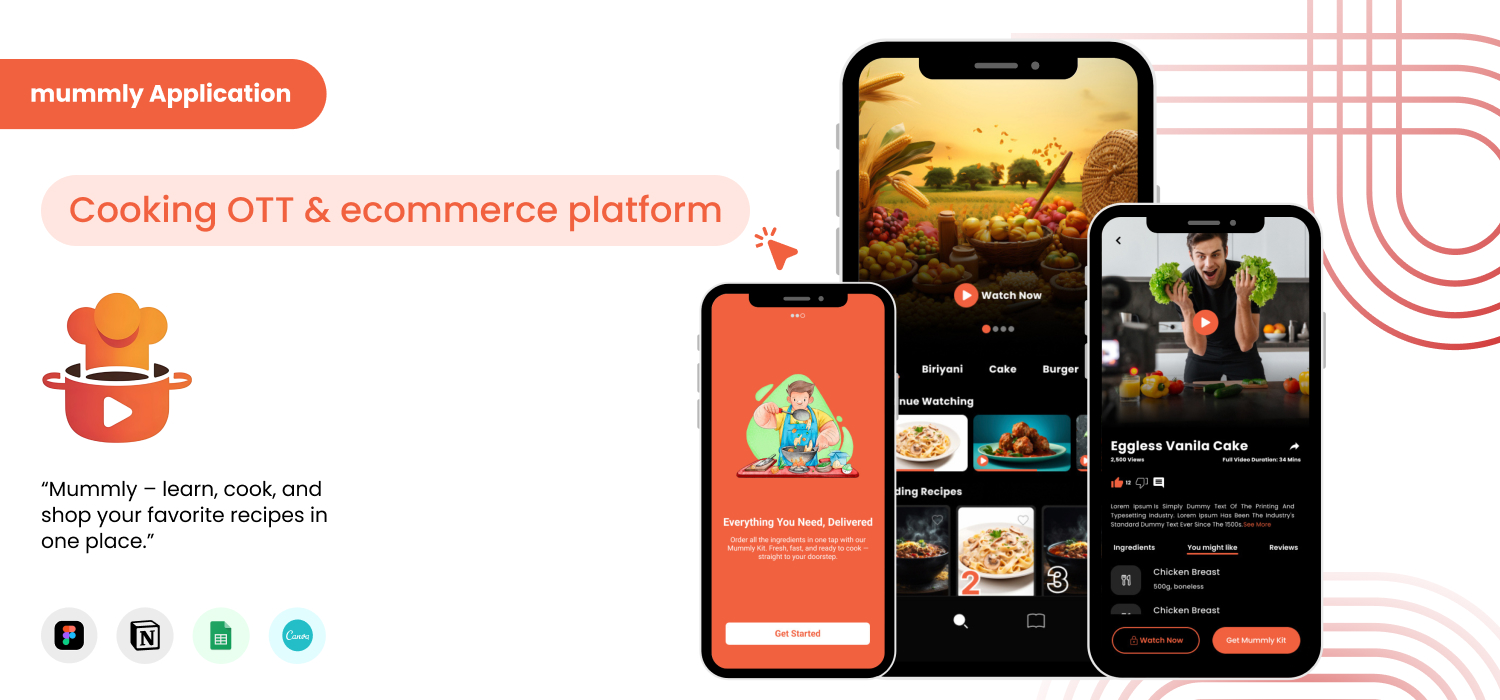 mummly Application
Cooking OTT & ecommerce platform
“Mummly – learn, cook, and
shop your favorite recipes in
one place.”
N
Canva
Everything You Need, Delivered
Order all the ingredients in one tap with our
Mummly Kit. Fresh, fast, and ready to cook –
straight to your doorstep.
Get Started
Watch Now
Biriyani Cake Burger
nue Watching
ding Recipes
2 3
Eggless Vanila Cake
2,500 Views Full Video Duration: 34 Mins
12
Lorem Ipsum Is Simply Dummy Text Of The Printing And
Typesetting Industry. Lorem Ipsum Has Been The Industry's
Standard Dummy Text Ever Since The 1500s. See More
Ingredients You might like Reviews
Chicken Breast
500g, boneless
Chicken Breast
Watch Now Get Mummly Kit